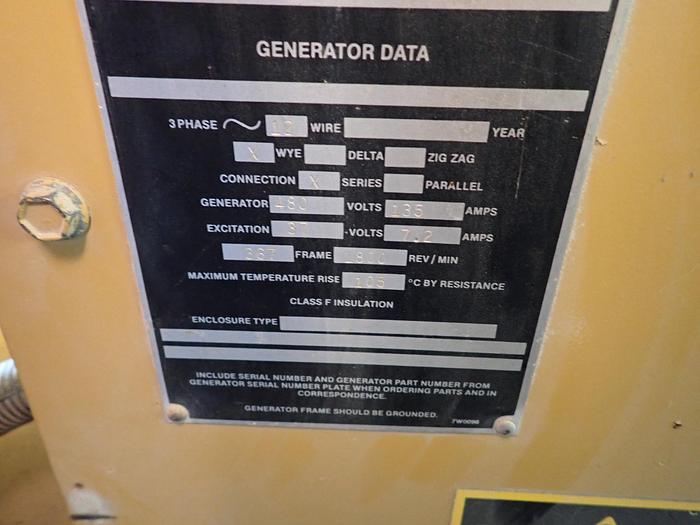 GENERATOR DATA
3 PHASE ~ 12 WIRE YEAR
X WYE DELTA ZIG ZAG
CONNECTION X SERIES PARALLEL
GENERATOR 480 VOLTS 135 AMPS
EXCITATION 37 -VOLTS 7.2 AMPS
367 FRAME 1800 REV/MIN
MAXIMUM TEMPERATURE RISE 105 °C BY RESISTANCE
CLASS F INSULATION
ENCLOSURE TYPE
INCLUDE SERIAL NUMBER AND GENERATOR PART NUMBER FROM
GENERATOR SERIAL NUMBER PLATE WHEN ORDERING PARTS AND IN
CORRESPONDENCE.
GENERATOR FRAME SHOULD BE GROUNDED.
7W0096